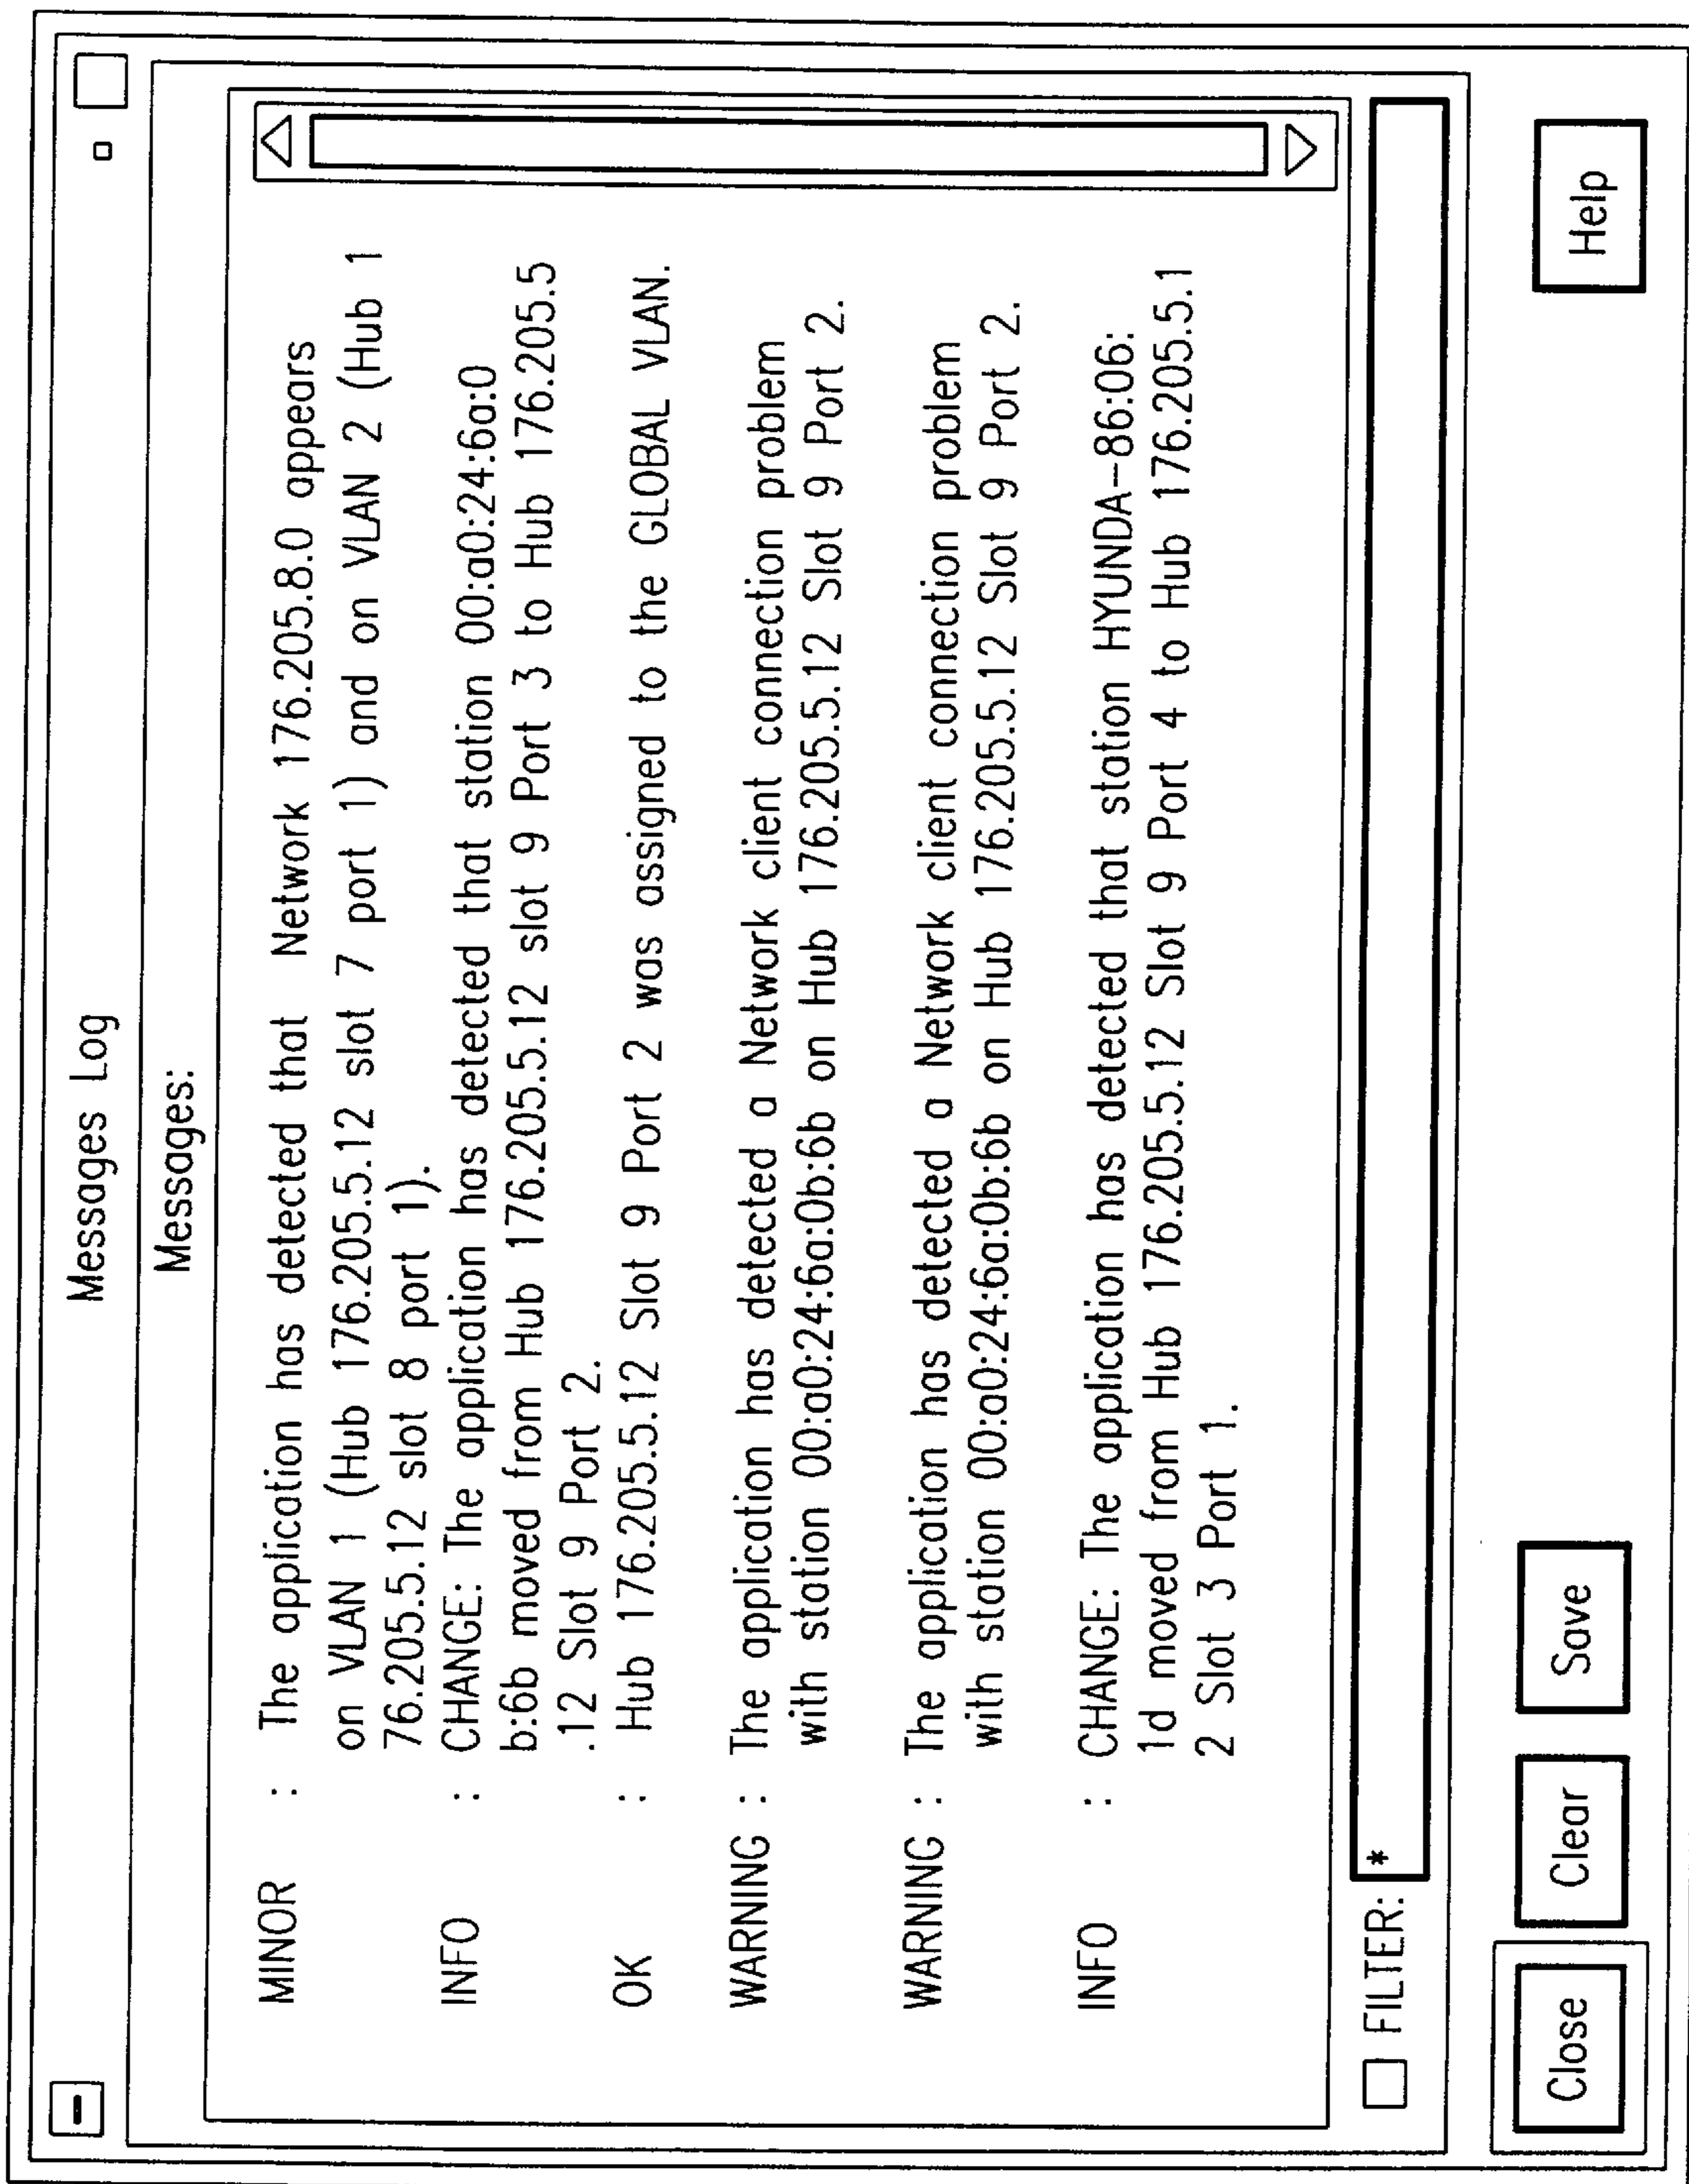 Messages Log
Messages:
MINOR : The application has detected that Network 176.205.8.0 appears
on VLAN 1 (Hub 176.205.5.12 slot 7 port 1) and on VLAN 2 (Hub 1
76.205.5.12 slot 8 port 1).
INFO : CHANGE: The application has detected that station 00:a0:24:6a:0
b:6b moved from Hub 176.205.5.12 slot 9 Port 3 to Hub 176.205.5
.12 Slot 9 Port 2.
OK : Hub 176.205.5.12 Slot 9 Port 2 was assigned to the GLOBAL VLAN.
WARNING : The application has detected a Network client connection problem
with station 00:a0:24:6a:0b:6b on Hub 176.205.5.12 Slot 9 Port 2.
WARNING : The application has detected a Network client connection problem
with station 00:a0:24:6a:0b:6b on Hub 176.205.5.12 Slot 9 Port 2.
INFO : CHANGE: The application has detected that station HYUNDA--86:06:
1d moved from Hub 176.205.5.12 Slot 9 Port 4 to Hub 176.205.5.1
2 Slot 3 Port 1.
FILTER: *
Close Clear Save Help